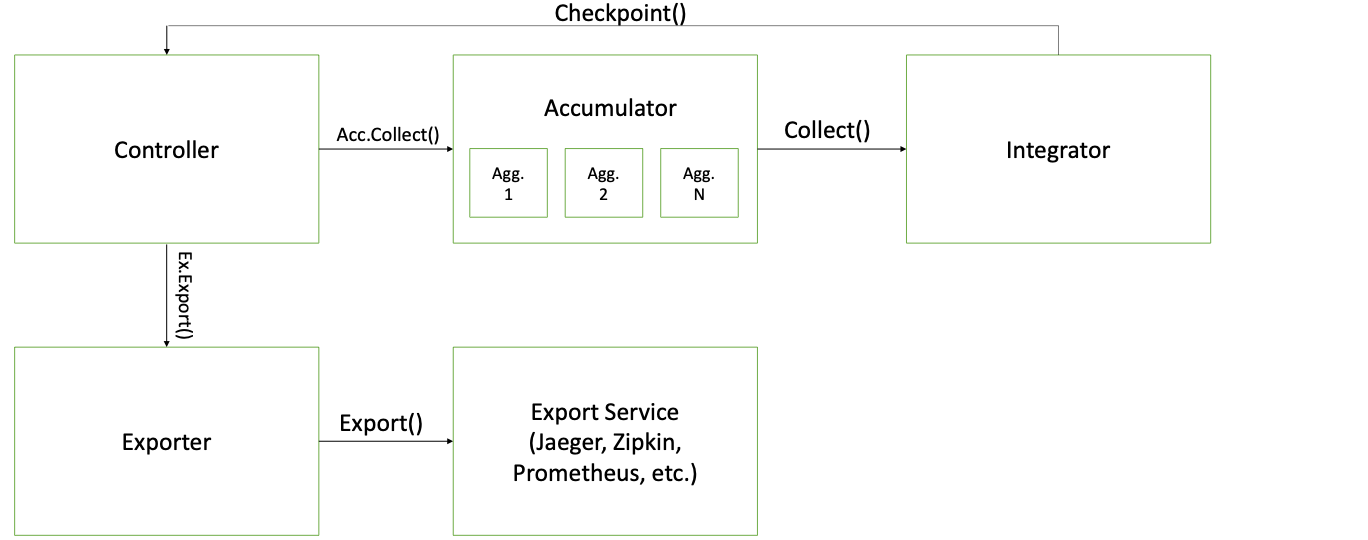 Checkpoint()
Controller
Acc.Collect()
Accumulator
Agg.
1
Agg.
2
Agg.
N
Collect()
Integrator
Ex.Export()
Exporter
Export()
Export Service
(Jaeger, Zipkin,
Prometheus, etc.)